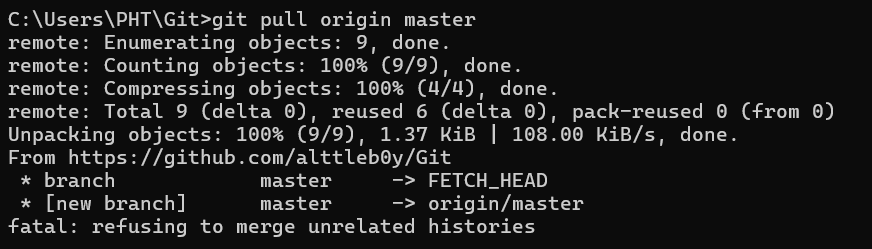 C:\Users\PHT\Git>git pull origin master
remote: Enumerating objects: 9, done.
remote: Counting objects: 100% (9/9), done.
remote: Compressing objects: 100% (4/4), done.
remote: Total 9 (delta 0), reused 6 (delta 0), pack-reused 0 (from 0)
Unpacking objects: 100% (9/9), 1.37 KiB | 108.00 KiB/s, done.
From https://github.com/alttleb0y/Git
 * branch            master     -> FETCH_HEAD
 * [new branch]      master     -> origin/master
fatal: refusing to merge unrelated histories